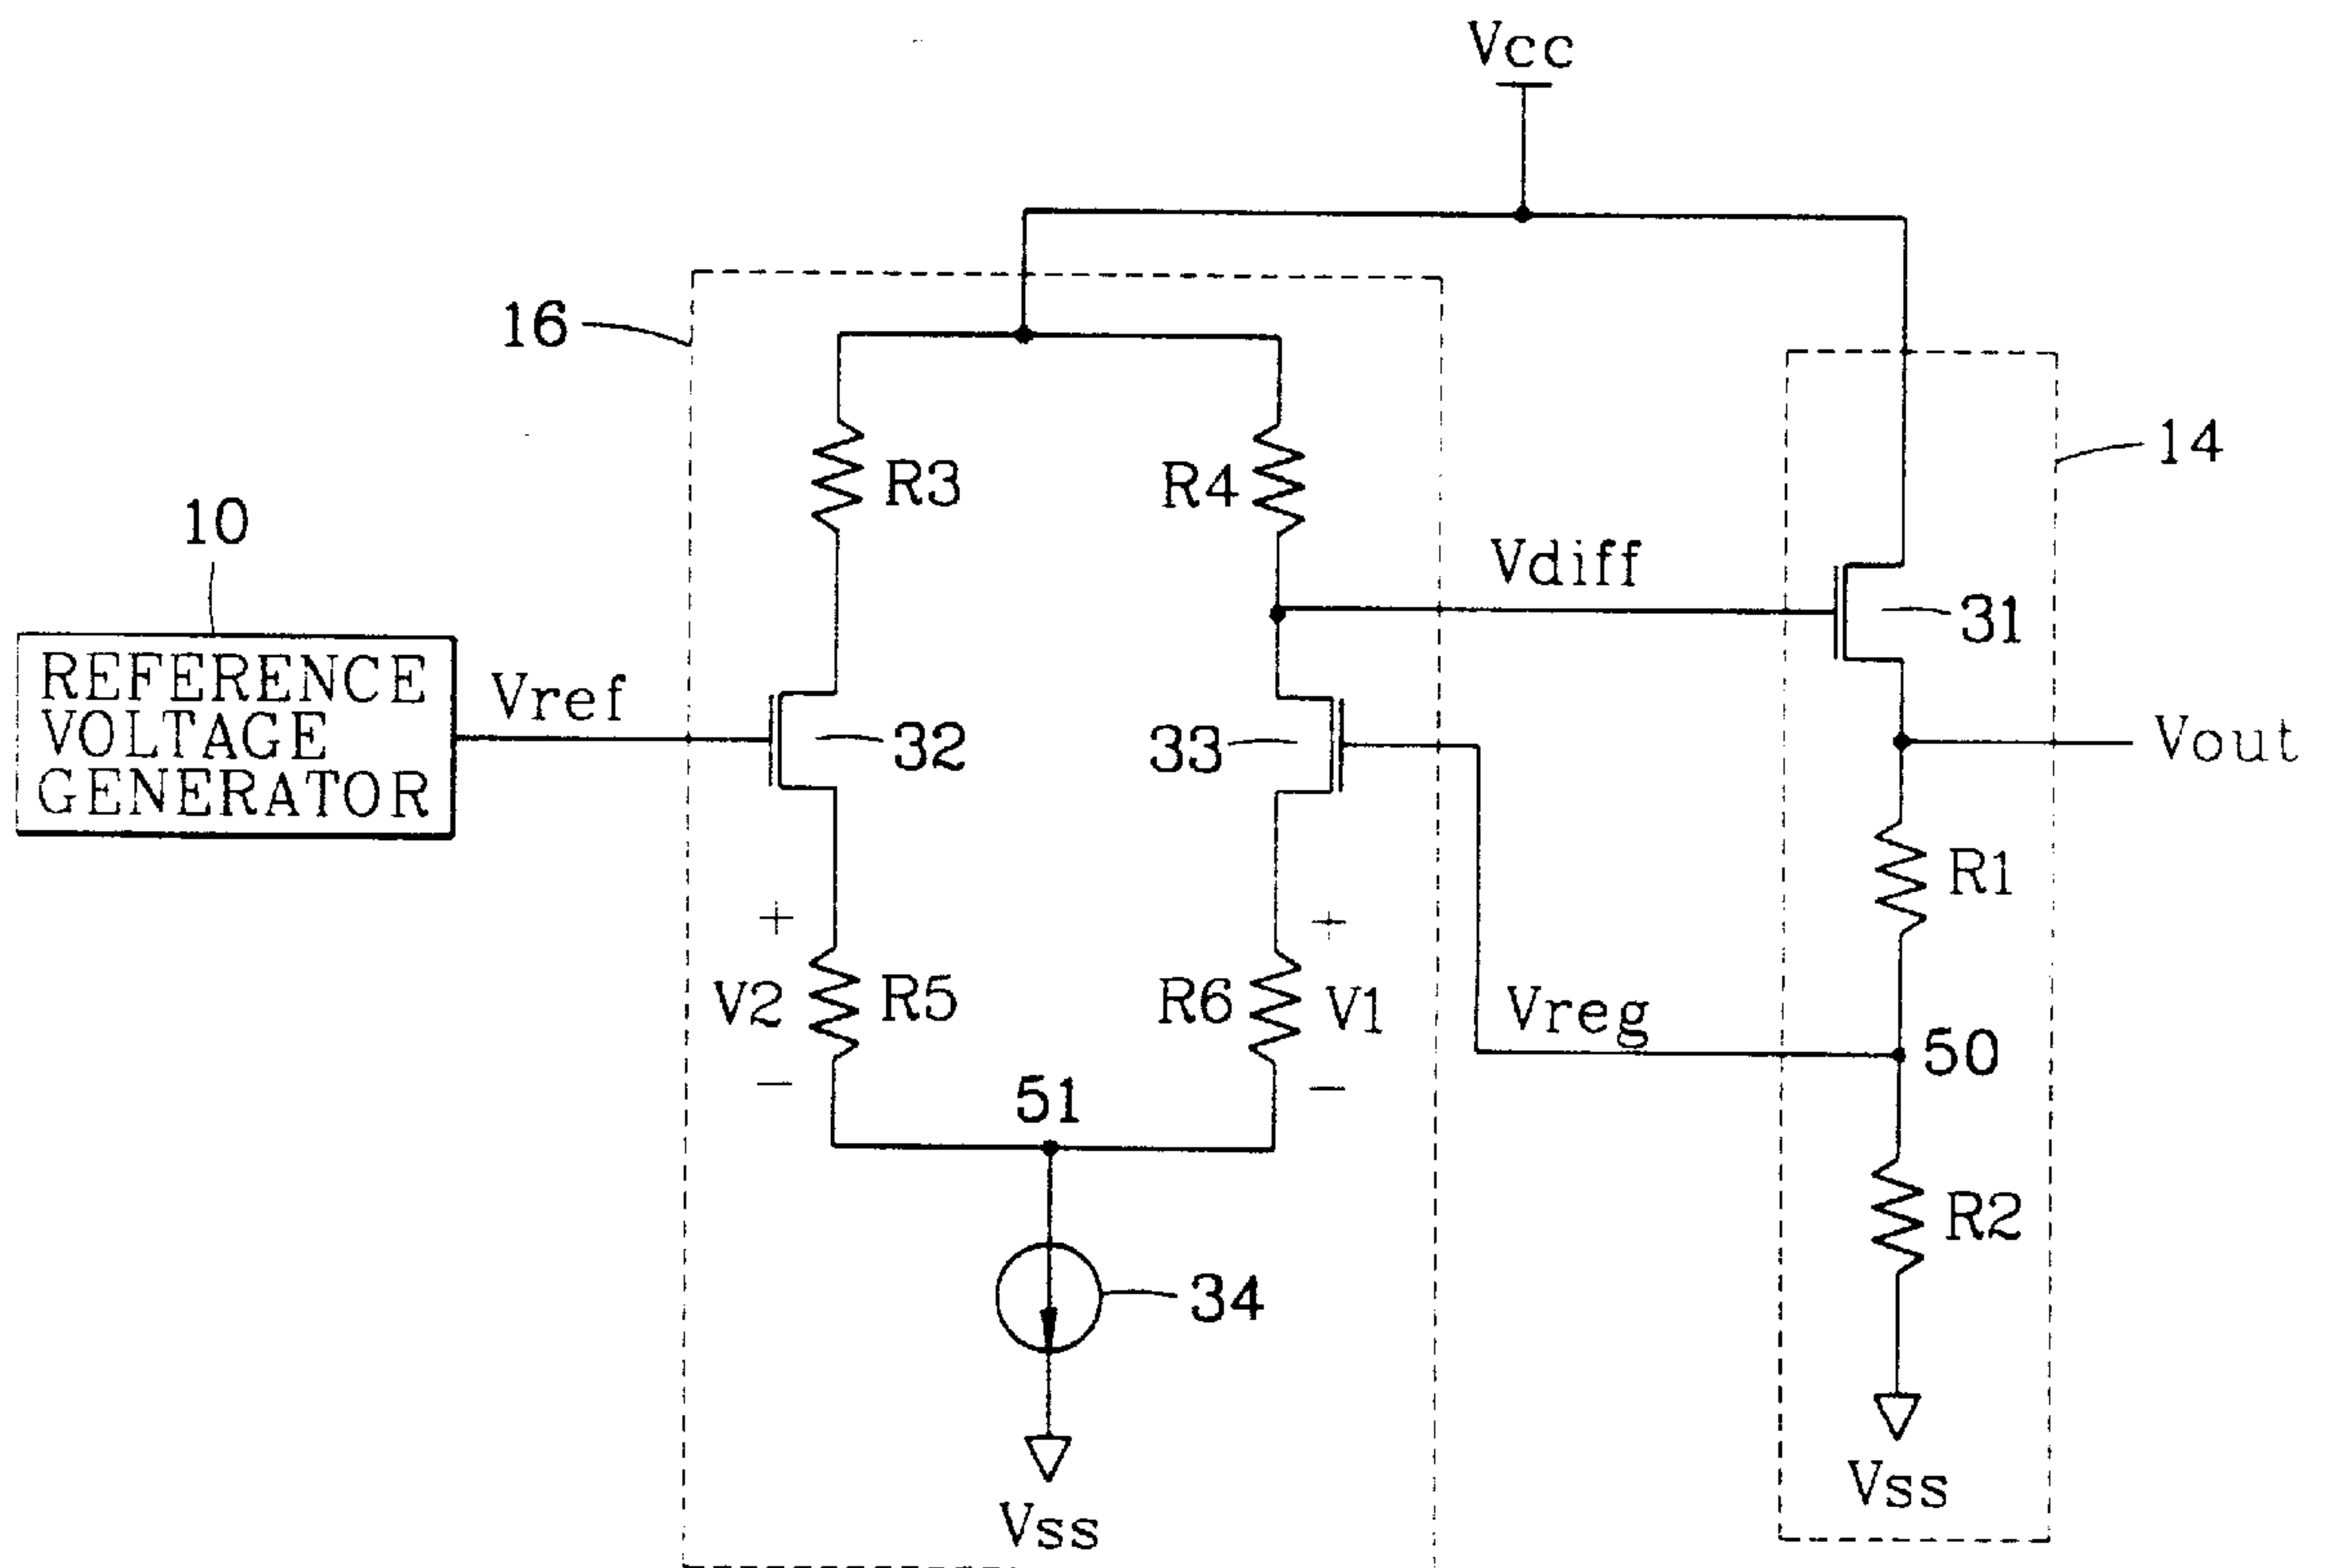 Vcc
16
14
R3
R4
10
Vdiff
31
REFERENCE
VOLTAGE
GENERATOR
Vref
32
33
Vout
R1
+
+
V2
R5
R6
V1
Vreg
50
−
−
51
R2
34
Vss
Vss